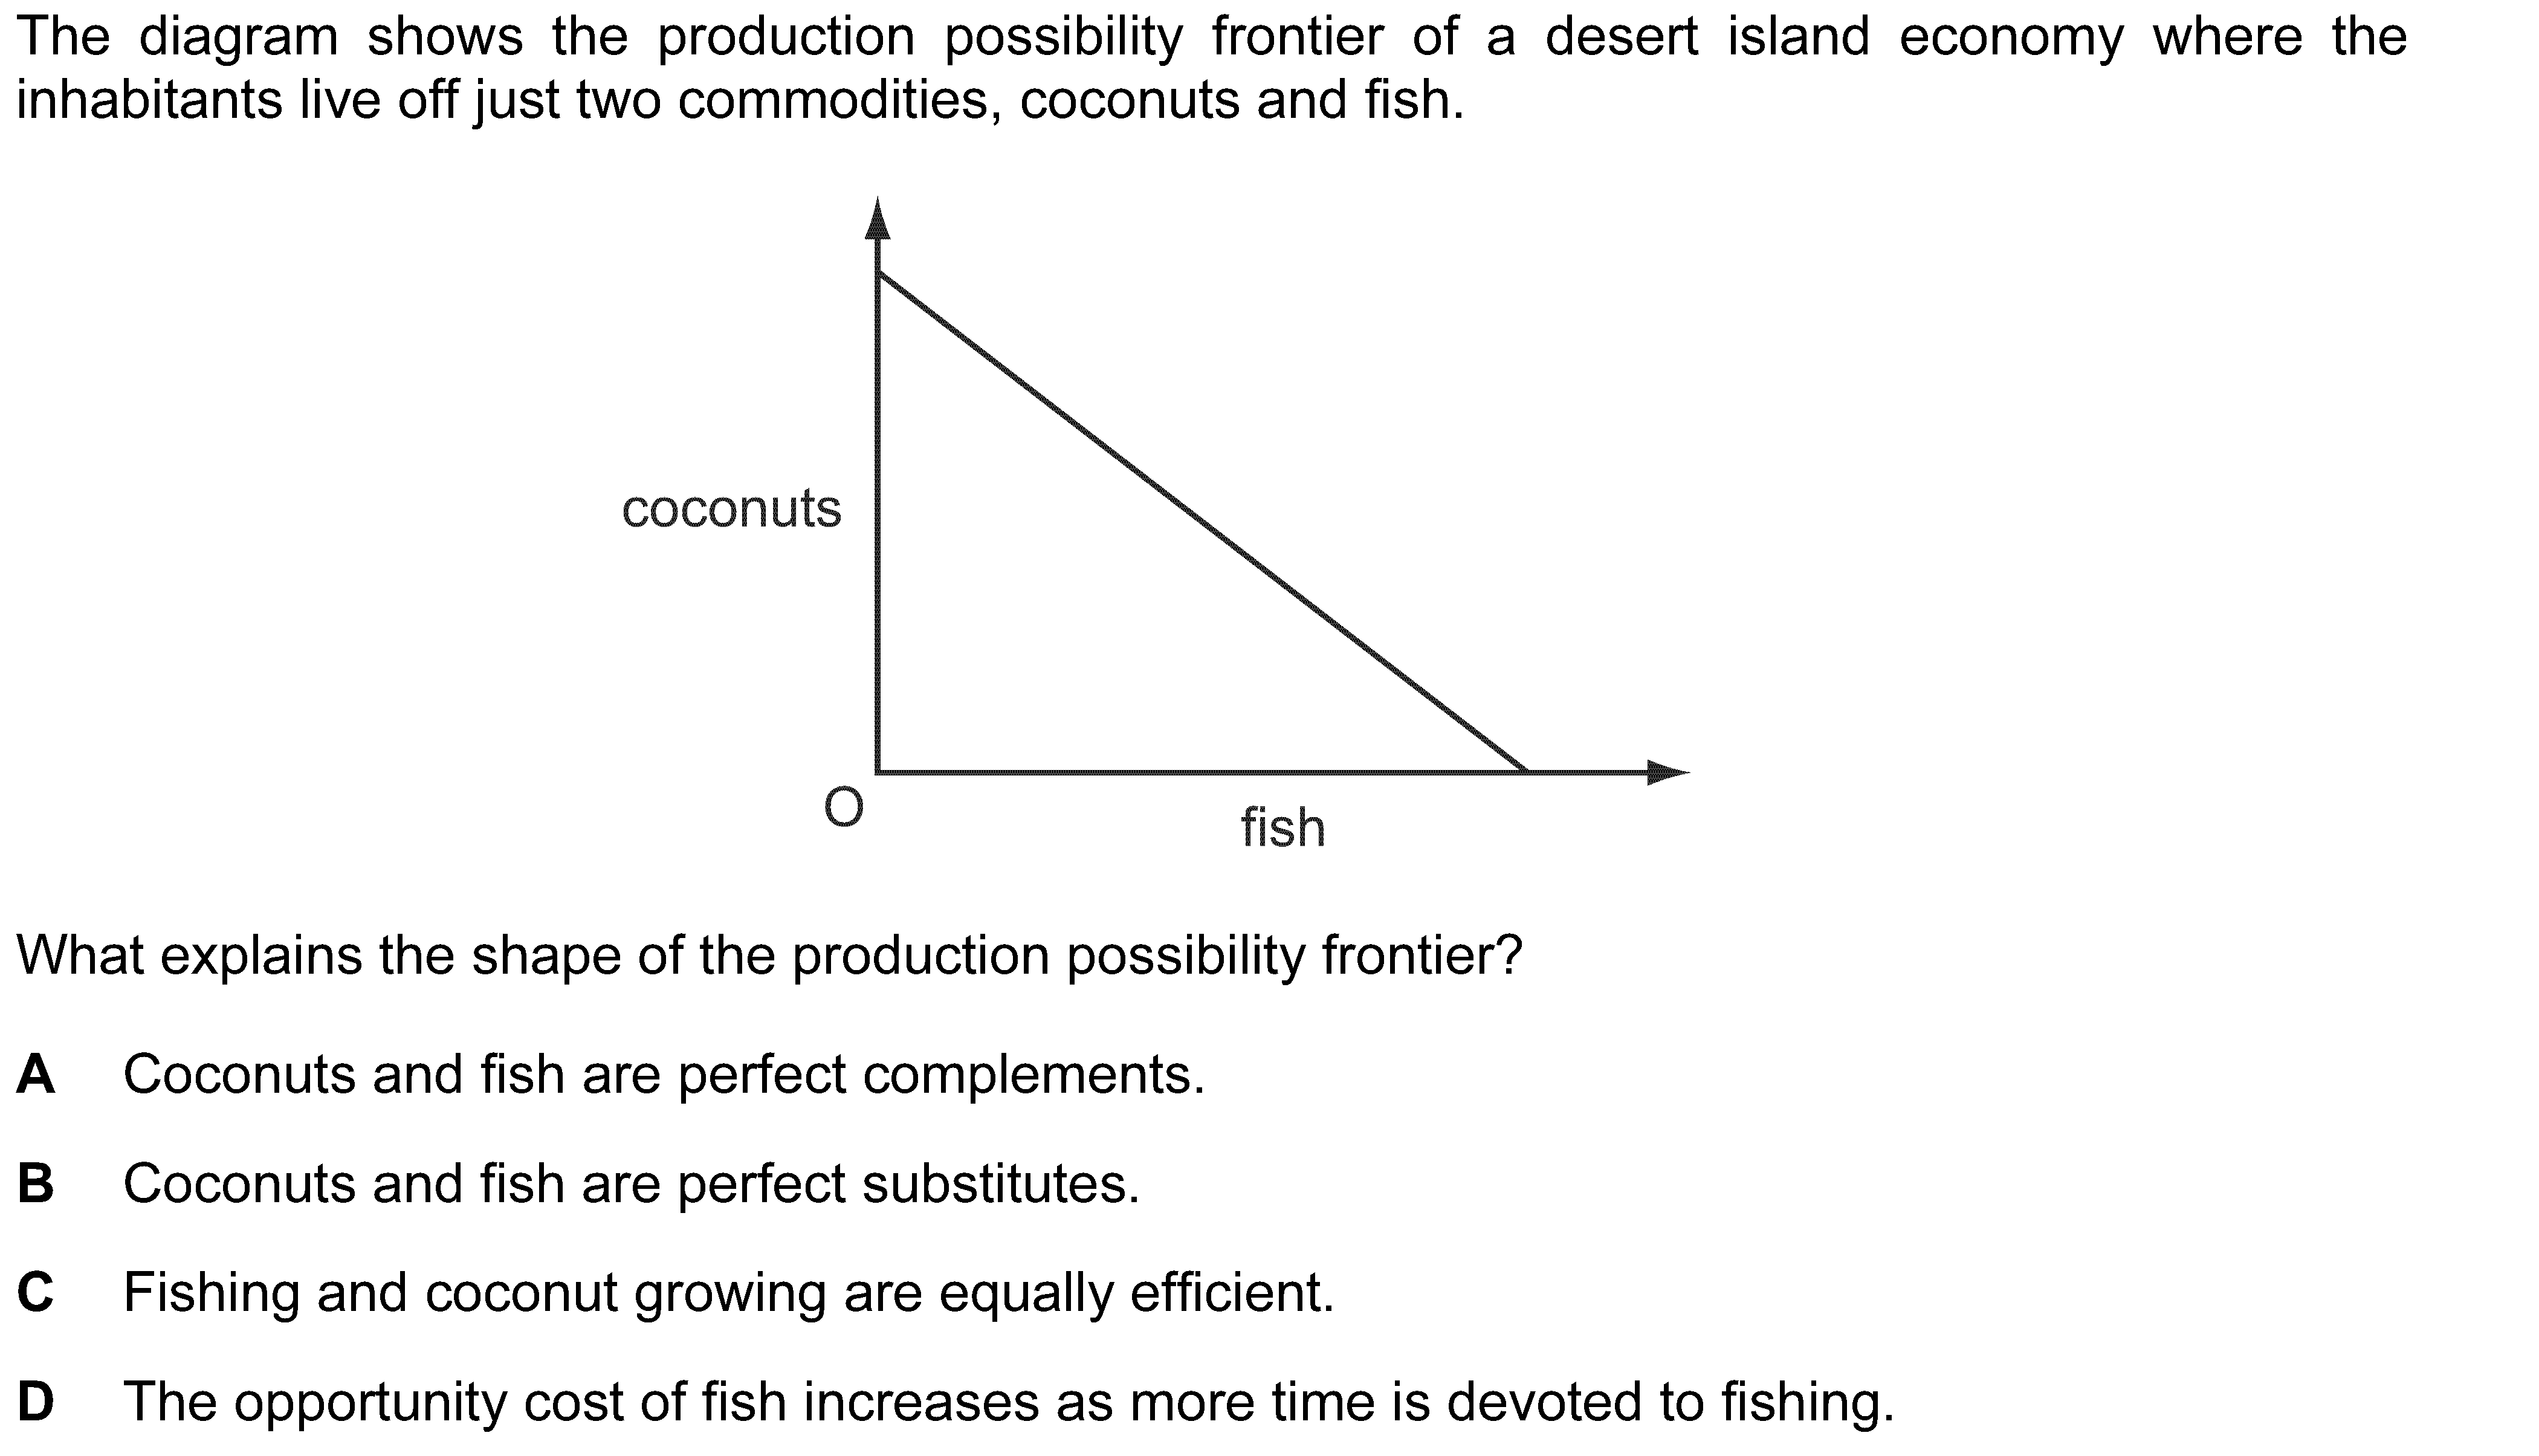 The diagram shows the production possibility frontier of a desert island economy where the
inhabitants live off just two commodities, coconuts and fish.
coconuts
O
fish
What explains the shape of the production possibility frontier?
A Coconuts and fish are perfect complements.
B Coconuts and fish are perfect substitutes.
C Fishing and coconut growing are equally efficient.
D The opportunity cost of fish increases as more time is devoted to fishing.